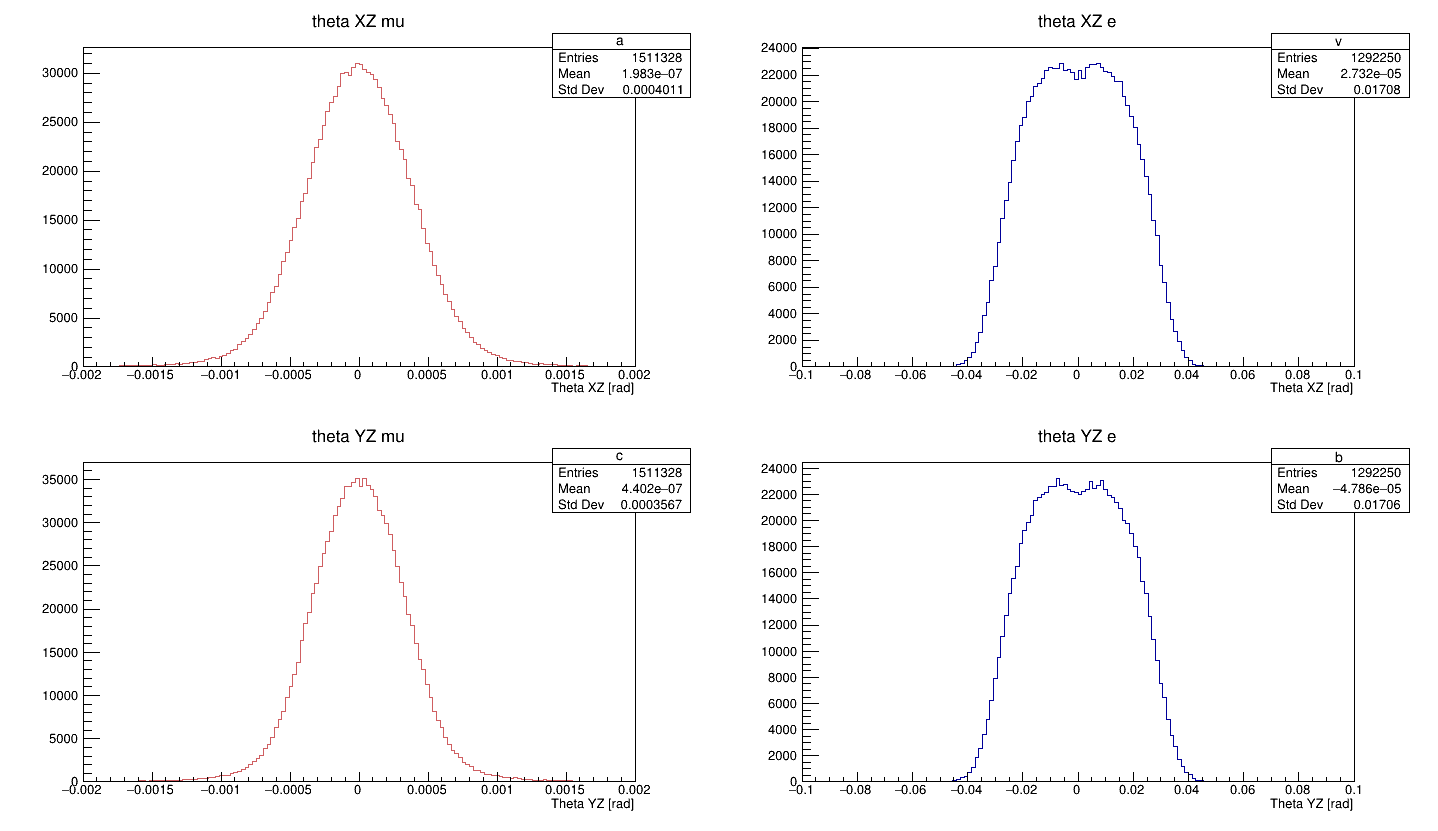 theta XZ mu
a
Entries 1511328
Mean 1.983e−07
Std Dev 0.0004011
30000
25000
20000
15000
10000
5000
0
−0.002 −0.0015 −0.001 −0.0005 0 0.0005 0.001 0.0015 0.002
Theta XZ [rad]
theta XZ e
v
Entries 1292250
Mean 2.732e−05
Std Dev 0.01708
24000
22000
20000
18000
16000
14000
12000
10000
8000
6000
4000
2000
0
−0.1 −0.08 −0.06 −0.04 −0.02 0 0.02 0.04 0.06 0.08 0.1
Theta XZ [rad]
theta YZ mu
c
Entries 1511328
Mean 4.402e−07
Std Dev 0.0003567
35000
30000
25000
20000
15000
10000
5000
0
−0.002 −0.0015 −0.001 −0.0005 0 0.0005 0.001 0.0015 0.002
Theta YZ [rad]
theta YZ e
b
Entries 1292250
Mean −4.786e−05
Std Dev 0.01706
24000
22000
20000
18000
16000
14000
12000
10000
8000
6000
4000
2000
0
−0.1 −0.08 −0.06 −0.04 −0.02 0 0.02 0.04 0.06 0.08 0.1
Theta YZ [rad]